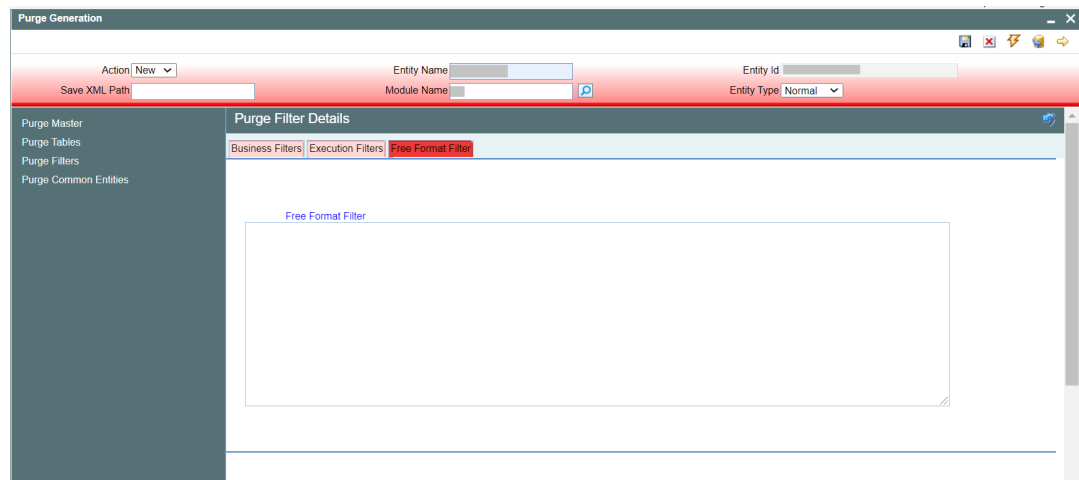 Purge Generation
Action New Entity Name Entity Id
Save XML Path Module Name Entity Type Normal
Purge Master
Purge Tables
Purge Filters
Purge Common Entities
Purge Filter Details
Business Filters Execution Filters Free Format Filter
Free Format Filter